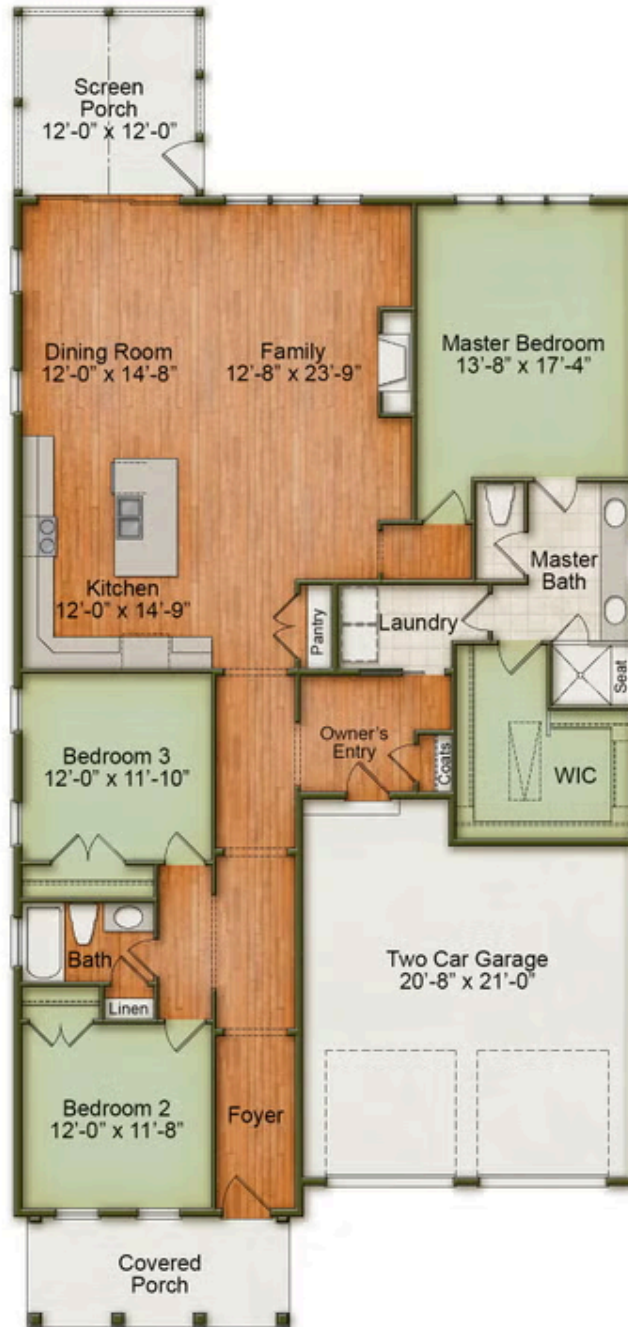 Screen
Porch
12'-0" x 12'-0"
Dining Room
12'-0" x 14'-8"
Family
12'-8" x 23'-9"
Master Bedroom
13'-8" x 17'-4"
Kitchen
12'-0" x 14'-9"
Pantry
Laundry
Master
Bath
Seat
Bedroom 3
12'-0" x 11'-10"
Owner's
Entry
Coats
WIC
Bath
Linen
Two Car Garage
20'-8" x 21'-0"
Bedroom 2
12'-0" x 11'-8"
Foyer
Covered
Porch